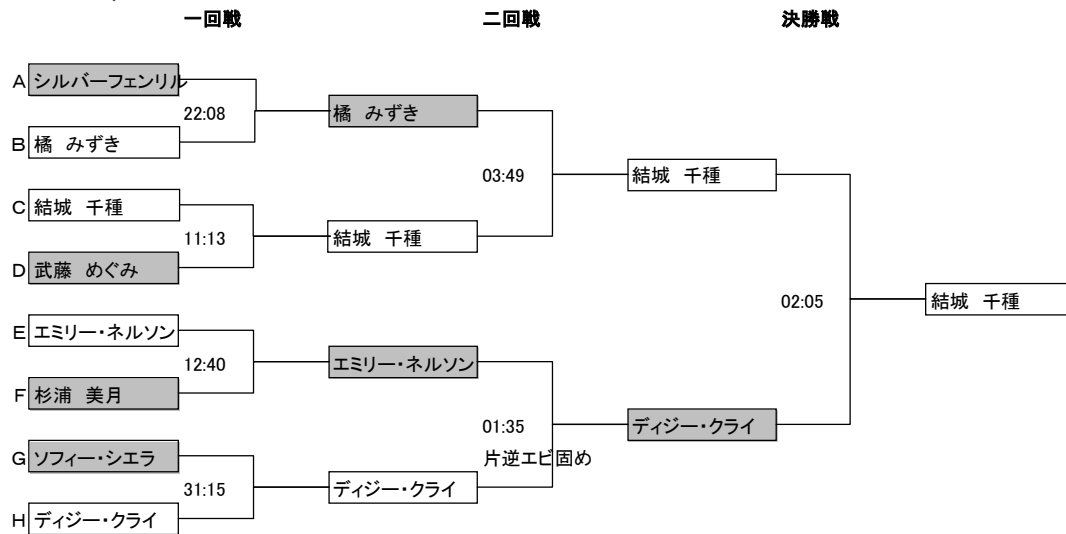 一回戦
二回戦
決勝戦
A シルバーフェンリル
22:08
橘 みずき
B 橘 みずき
03:49
結城 千種
C 結城 千種
11:13
結城 千種
D 武藤 めぐみ
02:05
結城 千種
E エミリー・ネルソン
12:40
エミリー・ネルソン
F 杉浦 美月
01:35
片逆エビ固め
ディジー・クライ
G ソフィー・シエラ
31:15
ディジー・クライ
H ディジー・クライ